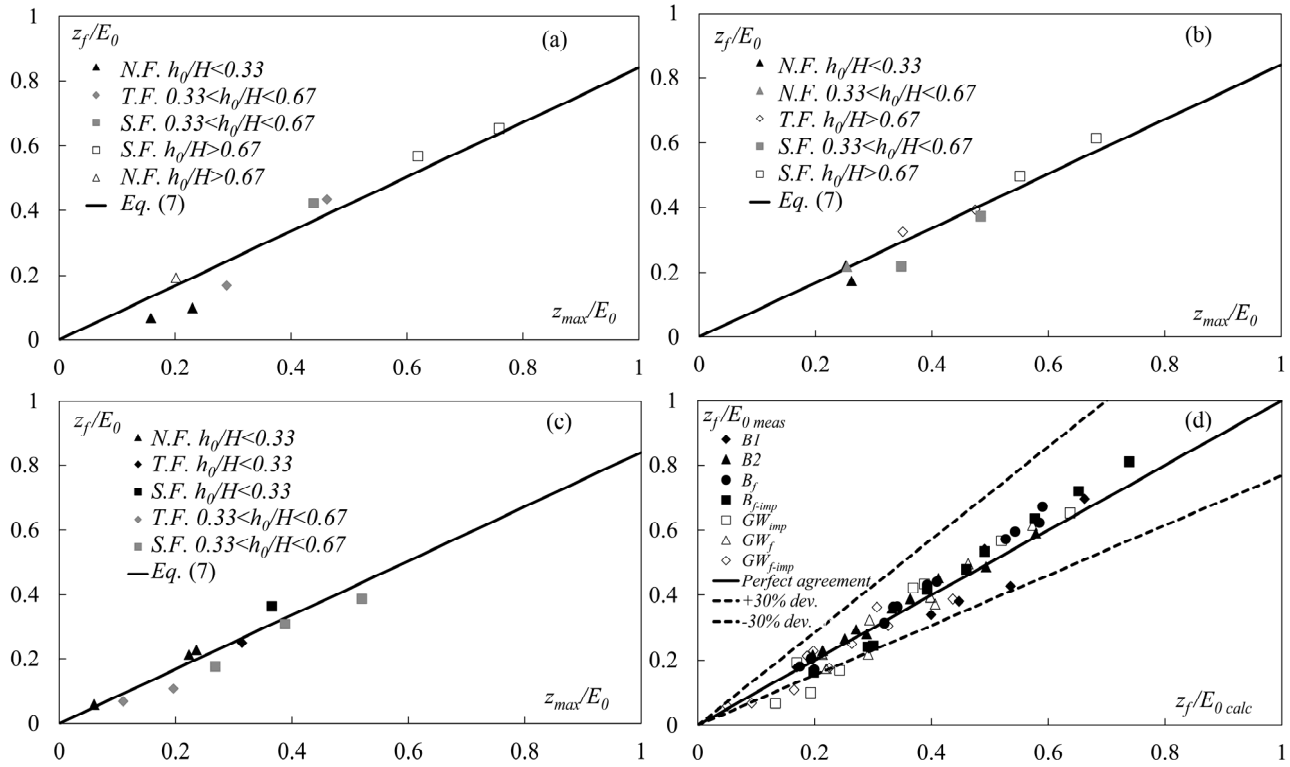 z_f/E_0
(a)
N.F. h_0/H<0.33
T.F. 0.33<h_0/H<0.67
S.F. 0.33<h_0/H<0.67
S.F. h_0/H>0.67
N.F. h_0/H>0.67
Eq. (7)
z_max/E_0
1
0.8
0.6
0.4
0.2
0
0 0.2 0.4 0.6 0.8 1
z_f/E_0
(b)
N.F. h_0/H<0.33
N.F. 0.33<h_0/H<0.67
T.F. h_0/H>0.67
S.F. 0.33<h_0/H<0.67
S.F. h_0/H>0.67
Eq. (7)
z_max/E_0
1
0.8
0.6
0.4
0.2
0
0 0.2 0.4 0.6 0.8 1
z_f/E_0
(c)
N.F. h_0/H<0.33
T.F. h_0/H<0.33
S.F. h_0/H<0.33
T.F. 0.33<h_0/H<0.67
S.F. 0.33<h_0/H<0.67
Eq. (7)
z_max/E_0
1
0.8
0.6
0.4
0.2
0
0 0.2 0.4 0.6 0.8 1
z_f/E_0 meas
(d)
B1
B2
B_f
B_f-imp
GW_imp
GW_f
GW_f-imp
Perfect agreement
+30% dev.
-30% dev.
z_f/E_0 calc
1
0.8
0.6
0.4
0.2
0
0 0.2 0.4 0.6 0.8 1